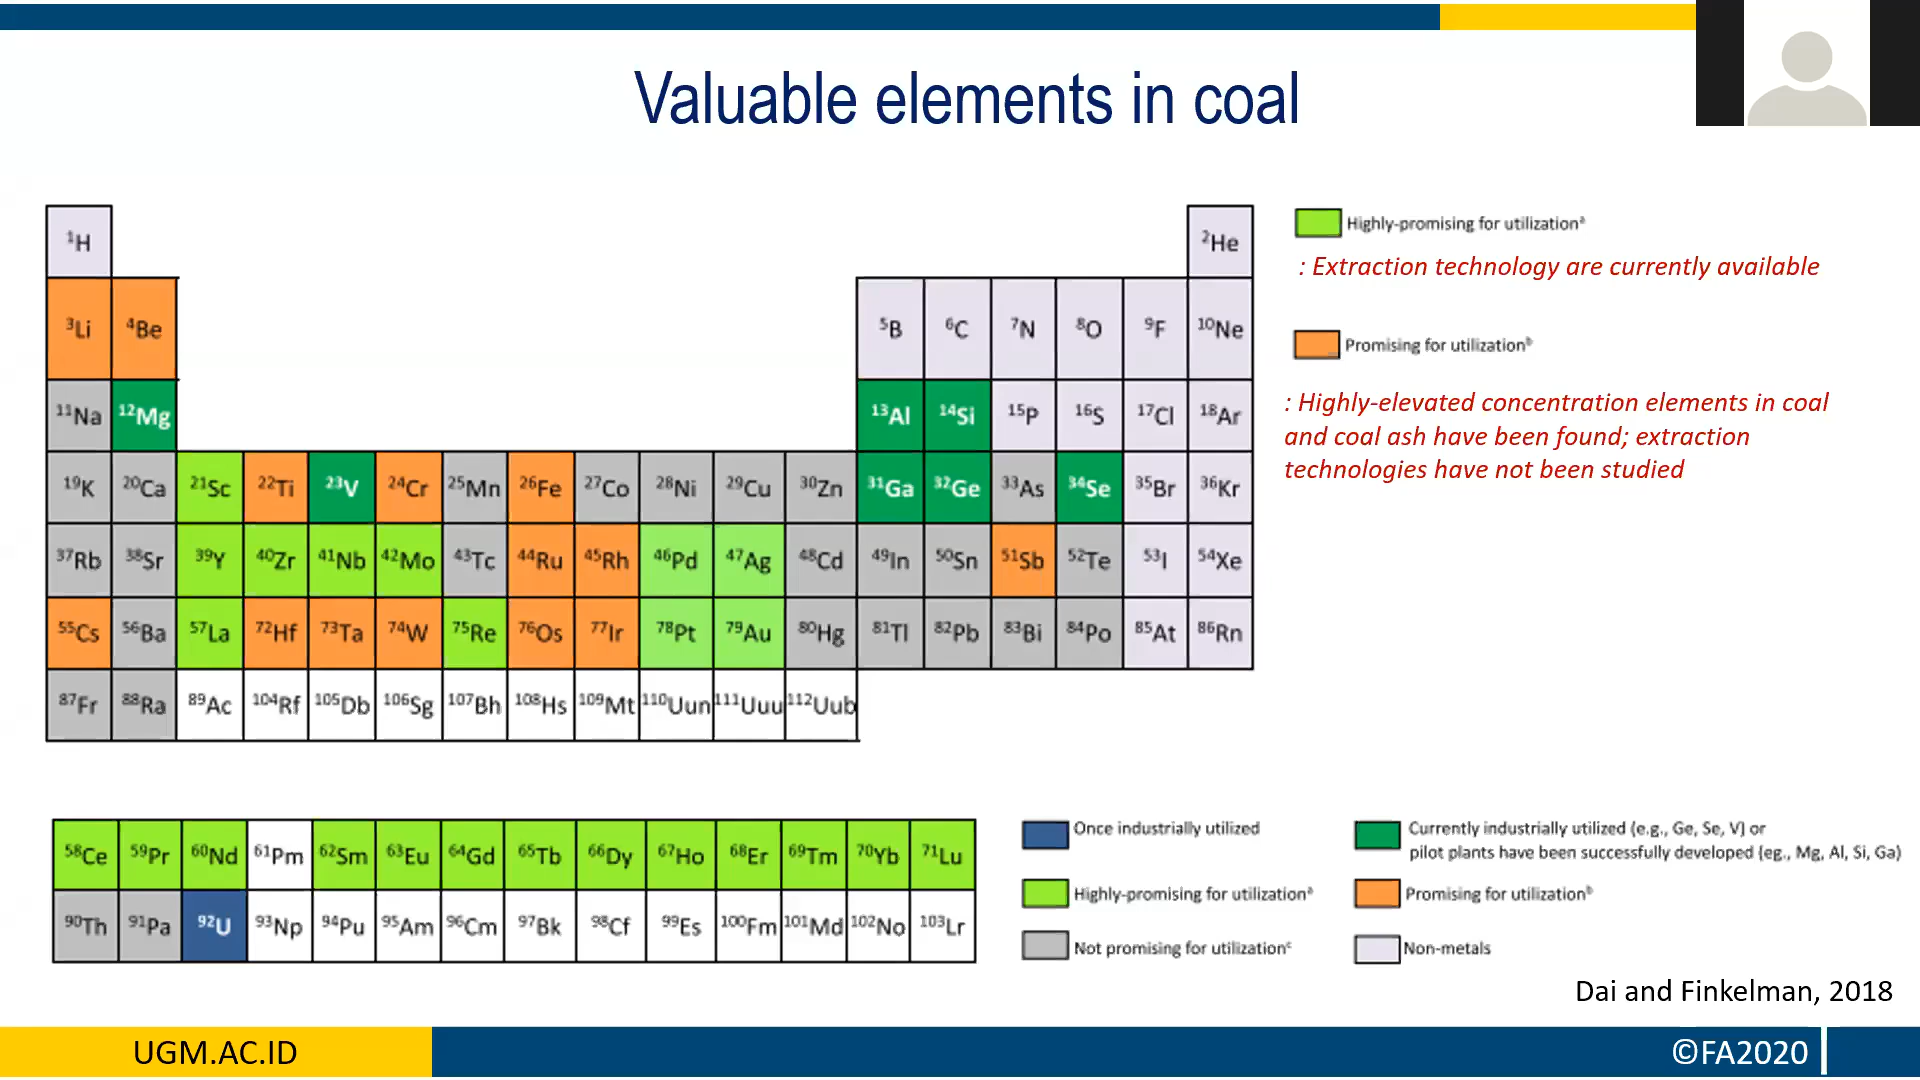 Valuable elements in coal
¹H ²He
³Li ⁴Be ⁵B ⁶C ⁷N ⁸O ⁹F ¹⁰Ne
¹¹Na ¹²Mg ¹³Al ¹⁴Si ¹⁵P ¹⁶S ¹⁷Cl ¹⁸Ar
¹⁹K ²⁰Ca ²¹Sc ²²Ti ²³V ²⁴Cr ²⁵Mn ²⁶Fe ²⁷Co ²⁸Ni ²⁹Cu ³⁰Zn ³¹Ga ³²Ge ³³As ³⁴Se ³⁵Br ³⁶Kr
³⁷Rb ³⁸Sr ³⁹Y ⁴⁰Zr ⁴¹Nb ⁴²Mo ⁴³Tc ⁴⁴Ru ⁴⁵Rh ⁴⁶Pd ⁴⁷Ag ⁴⁸Cd ⁴⁹In ⁵⁰Sn ⁵¹Sb ⁵²Te ⁵³I ⁵⁴Xe
⁵⁵Cs ⁵⁶Ba ⁵⁷La ⁷²Hf ⁷³Ta ⁷⁴W ⁷⁵Re ⁷⁶Os ⁷⁷Ir ⁷⁸Pt ⁷⁹Au ⁸⁰Hg ⁸¹Tl ⁸²Pb ⁸³Bi ⁸⁴Po ⁸⁵At ⁸⁶Rn
⁸⁷Fr ⁸⁸Ra ⁸⁹Ac ¹⁰⁴Rf ¹⁰⁵Db ¹⁰⁶Sg ¹⁰⁷Bh ¹⁰⁸Hs ¹⁰⁹Mt ¹¹⁰Uun ¹¹¹Uuu ¹¹²Uub
Highly-promising for utilizationᵃ
: Extraction technology are currently available
Promising for utilizationᵇ
: Highly-elevated concentration elements in coal
and coal ash have been found; extraction
technologies have not been studied
⁵⁸Ce ⁵⁹Pr ⁶⁰Nd ⁶¹Pm ⁶²Sm ⁶³Eu ⁶⁴Gd ⁶⁵Tb ⁶⁶Dy ⁶⁷Ho ⁶⁸Er ⁶⁹Tm ⁷⁰Yb ⁷¹Lu
⁹⁰Th ⁹¹Pa ⁹²U ⁹³Np ⁹⁴Pu ⁹⁵Am ⁹⁶Cm ⁹⁷Bk ⁹⁸Cf ⁹⁹Es ¹⁰⁰Fm ¹⁰¹Md ¹⁰²No ¹⁰³Lr
Once industrially utilized
Highly-promising for utilizationᵃ
Not promising for utilizationᶜ
Currently industrially utilized (e.g., Ge, Se, V) or
pilot plants have been successfully developed (eg., Mg, Al, Si, Ga)
Promising for utilizationᵇ
Non-metals
Dai and Finkelman, 2018
UGM.AC.ID
©FA2020